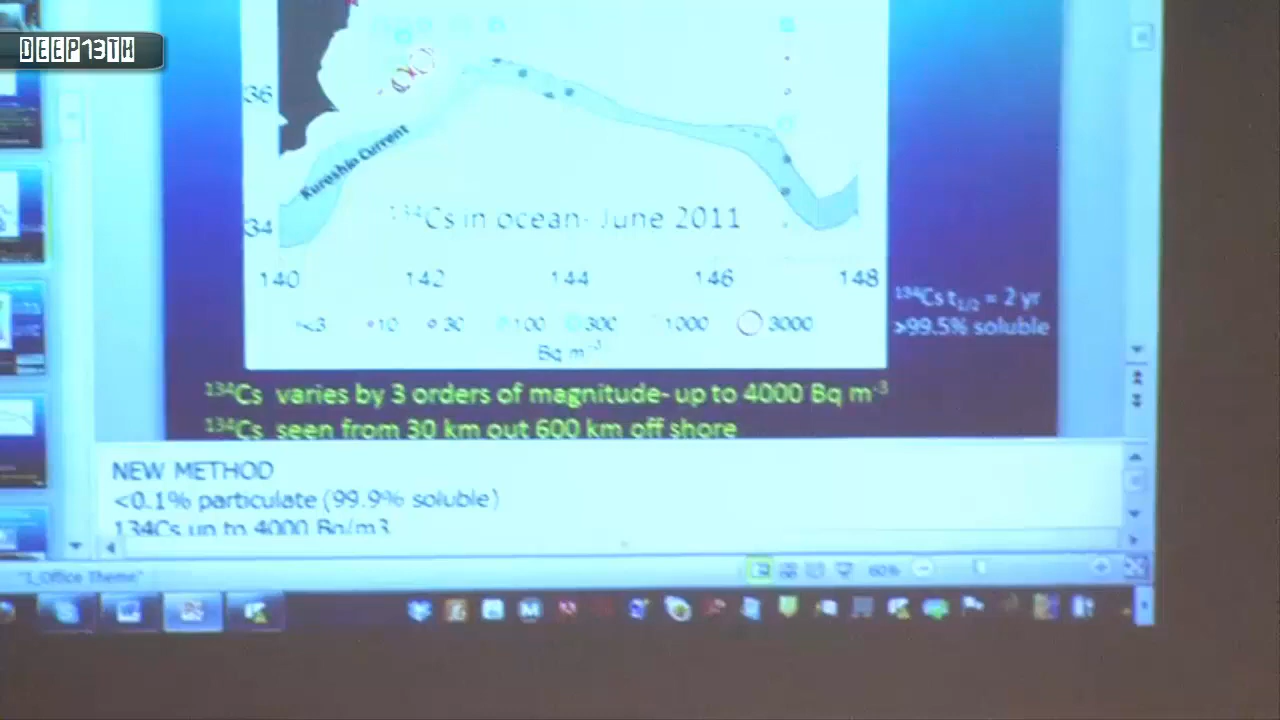 DEEP13TH
36
Kuroshio Current
34
¹³⁴Cs in ocean- June 2011
140 142 144 146 148
<3 10 30 100 300 1000 3000
Bq m⁻³
¹³⁴Cs t₁/₂ = 2 yr
>99.5% soluble
¹³⁴Cs varies by 3 orders of magnitude- up to 4000 Bq m⁻³
¹³⁴Cs seen from 30 km out 600 km off shore
NEW METHOD
<0.1% particulate (99.9% soluble)
134Cs up to 4000 Bq/m3
"1_Office Theme"
60%